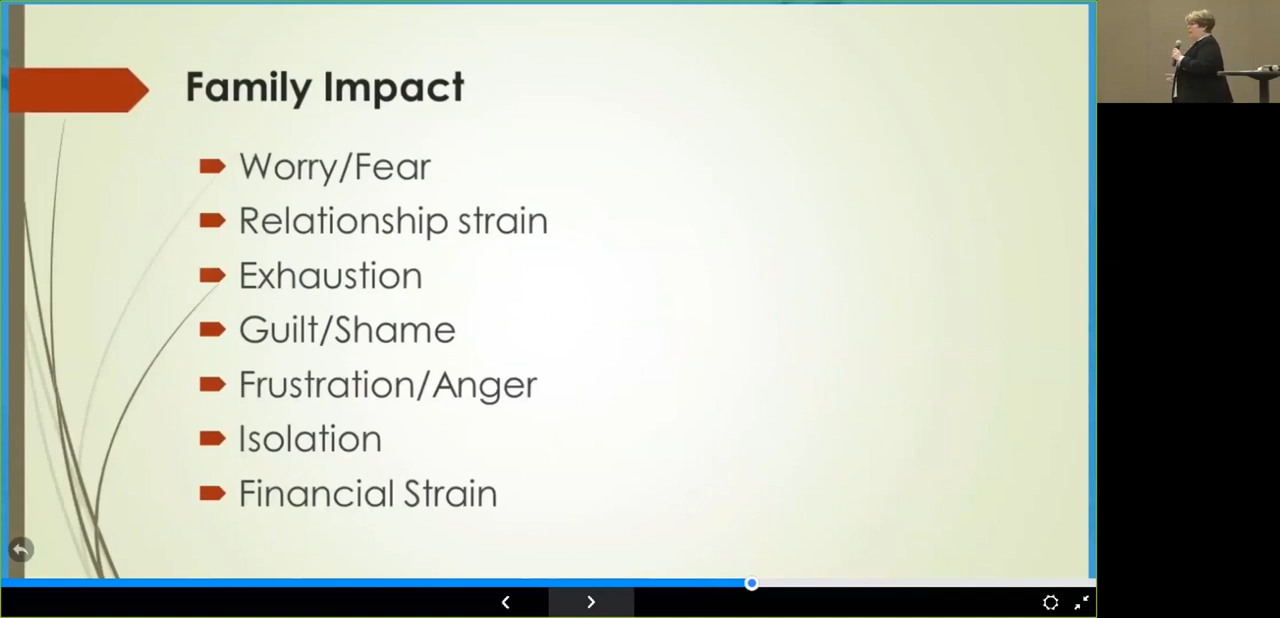 Family Impact
Worry/Fear
Relationship strain
Exhaustion
Guilt/Shame
Frustration/Anger
Isolation
Financial Strain